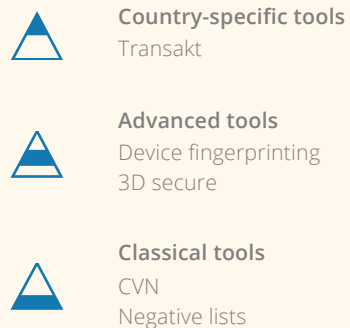 Country-specific tools
Transakt
Advanced tools
Device fingerprinting
3D secure
Classical tools
CVN
Negative lists